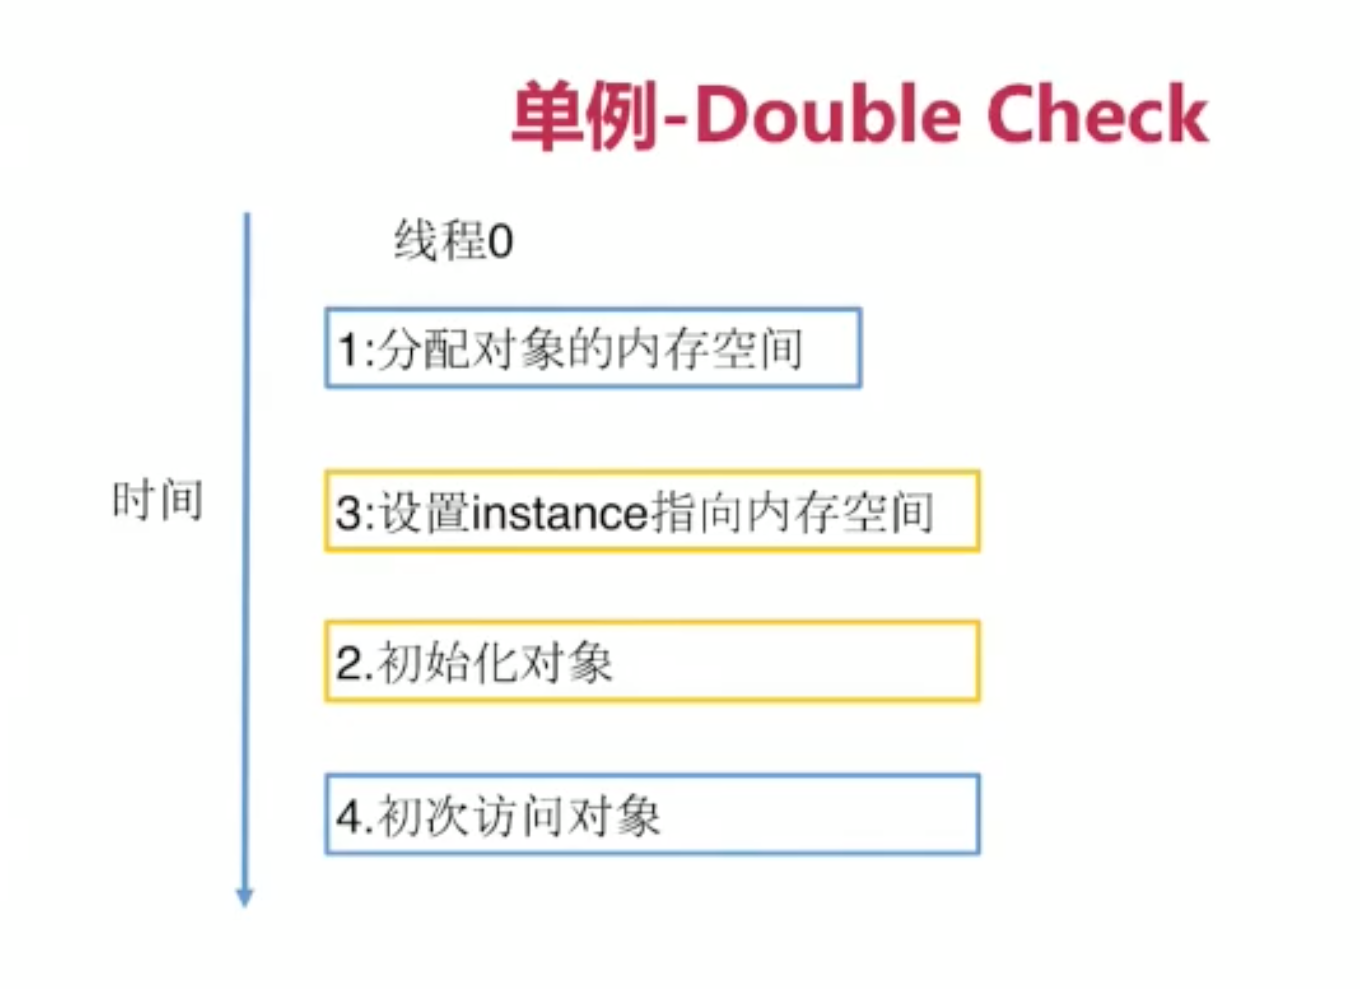 单例-Double Check
线程0
1:分配对象的内存空间
时间
3:设置instance指向内存空间
2.初始化对象
4.初次访问对象